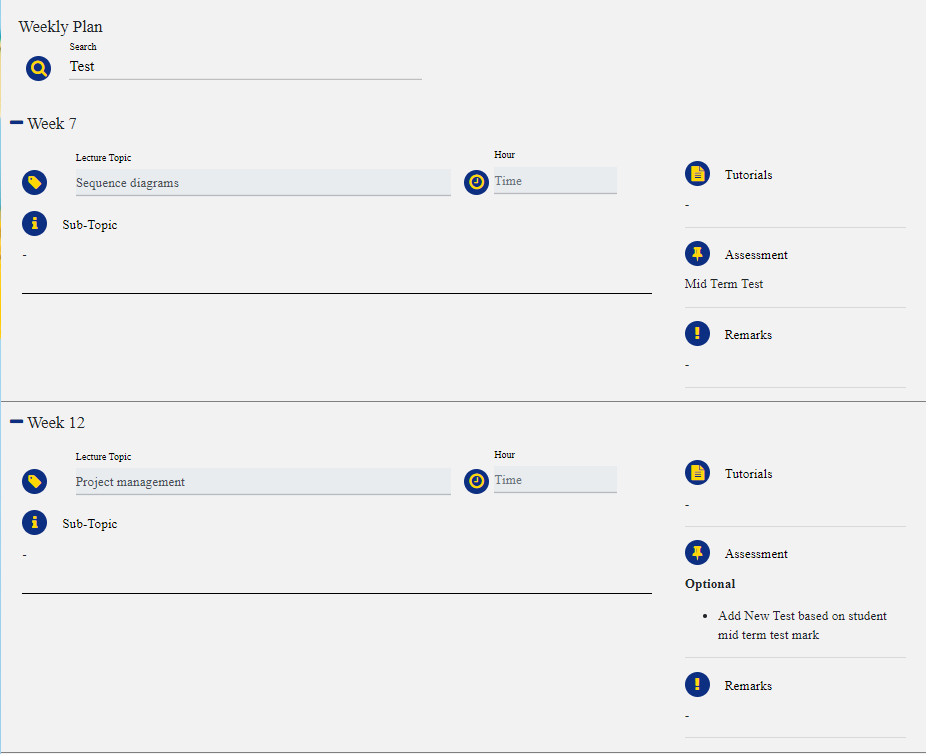 Weekly Plan
Search
Test
Week 7
Lecture Topic
Sequence diagrams
Hour
Time
Sub-Topic
-
Tutorials
-
Assessment
Mid Term Test
Remarks
-
Week 12
Lecture Topic
Project management
Hour
Time
Sub-Topic
-
Tutorials
-
Assessment
Optional
• Add New Test based on student
mid term test mark
Remarks
-